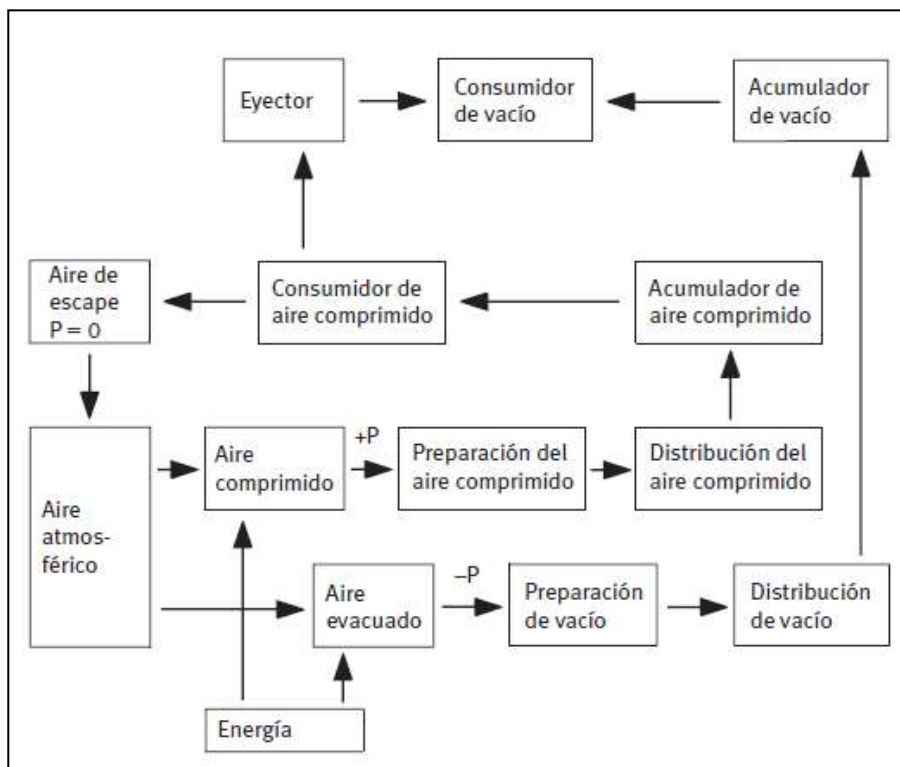 Eyector
Consumidor
de vacío
Acumulador
de vacío
Aire de
escape
P = 0
Consumidor de
aire comprimido
Acumulador de
aire comprimido
Aire
atmos-
férico
Aire
comprimido
+P
Preparación del
aire comprimido
Distribución del
aire comprimido
Aire
evacuado
–P
Preparación
de vacío
Distribución
de vacío
Energía